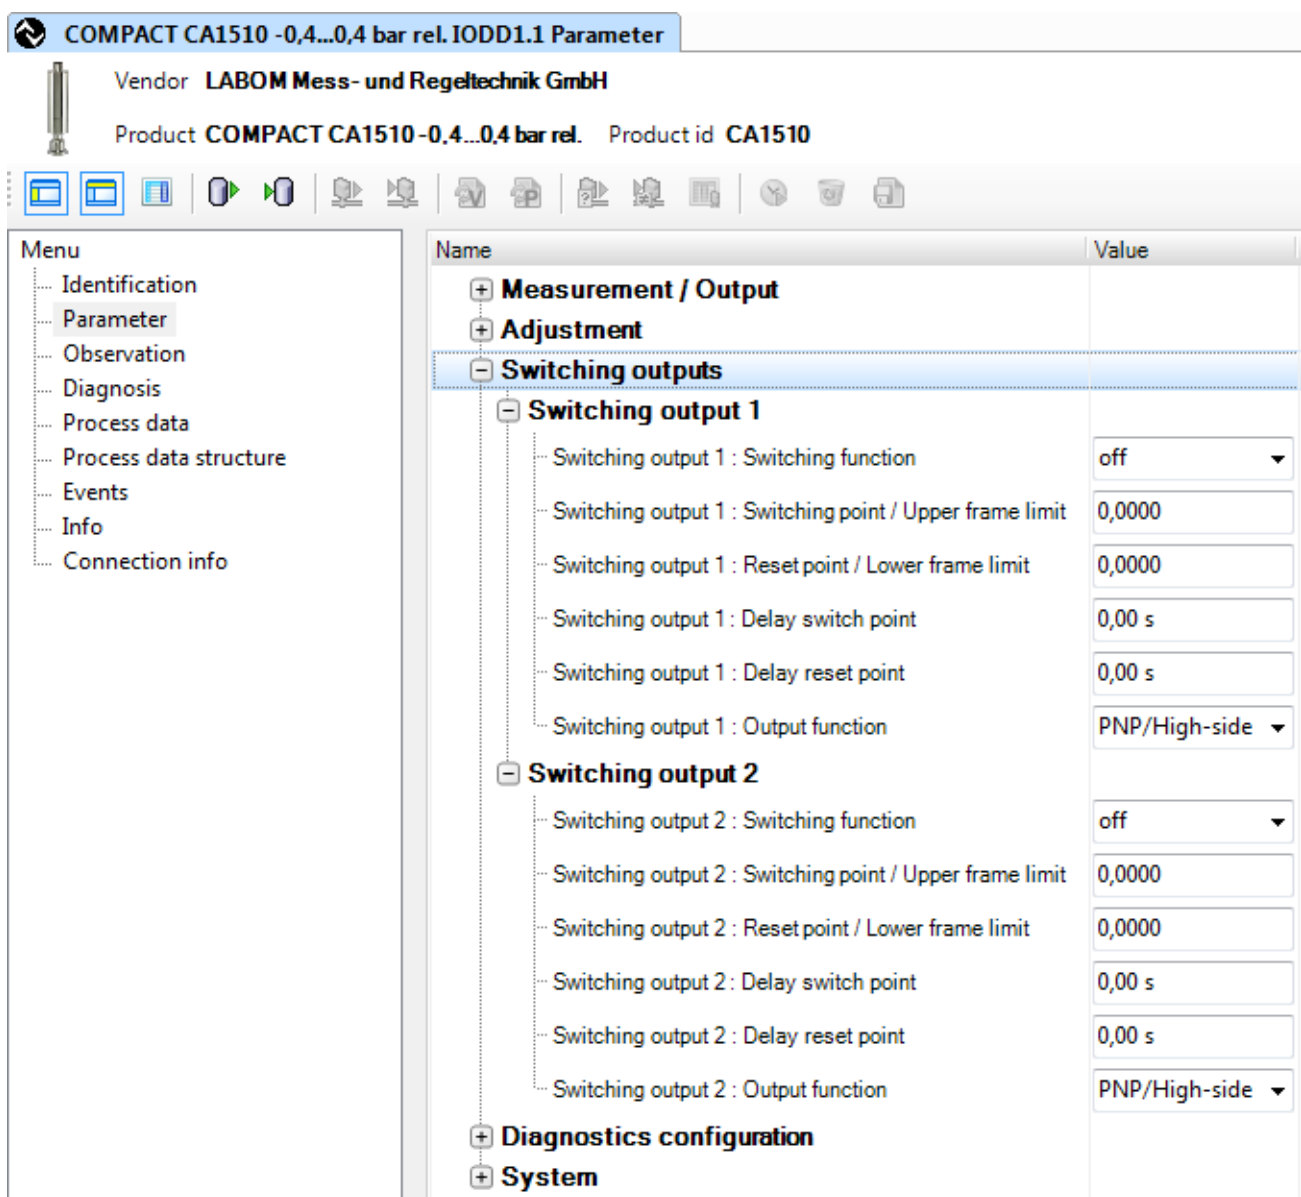 COMPACT CA1510 -0,4...0,4 bar rel. IODD1.1 Parameter
Vendor LABOM Mess- und Regeltechnik GmbH
Product COMPACT CA1510 -0,4...0,4 bar rel. Product id CA1510
Menu
Identification
Parameter
Observation
Diagnosis
Process data
Process data structure
Events
Info
Connection info
Name Value
Measurement / Output
Adjustment
Switching outputs
Switching output 1
Switching output 1 : Switching function off
Switching output 1 : Switching point / Upper frame limit 0,0000
Switching output 1 : Reset point / Lower frame limit 0,0000
Switching output 1 : Delay switch point 0,00 s
Switching output 1 : Delay reset point 0,00 s
Switching output 1 : Output function PNP/High-side
Switching output 2
Switching output 2 : Switching function off
Switching output 2 : Switching point / Upper frame limit 0,0000
Switching output 2 : Reset point / Lower frame limit 0,0000
Switching output 2 : Delay switch point 0,00 s
Switching output 2 : Delay reset point 0,00 s
Switching output 2 : Output function PNP/High-side
Diagnostics configuration
System